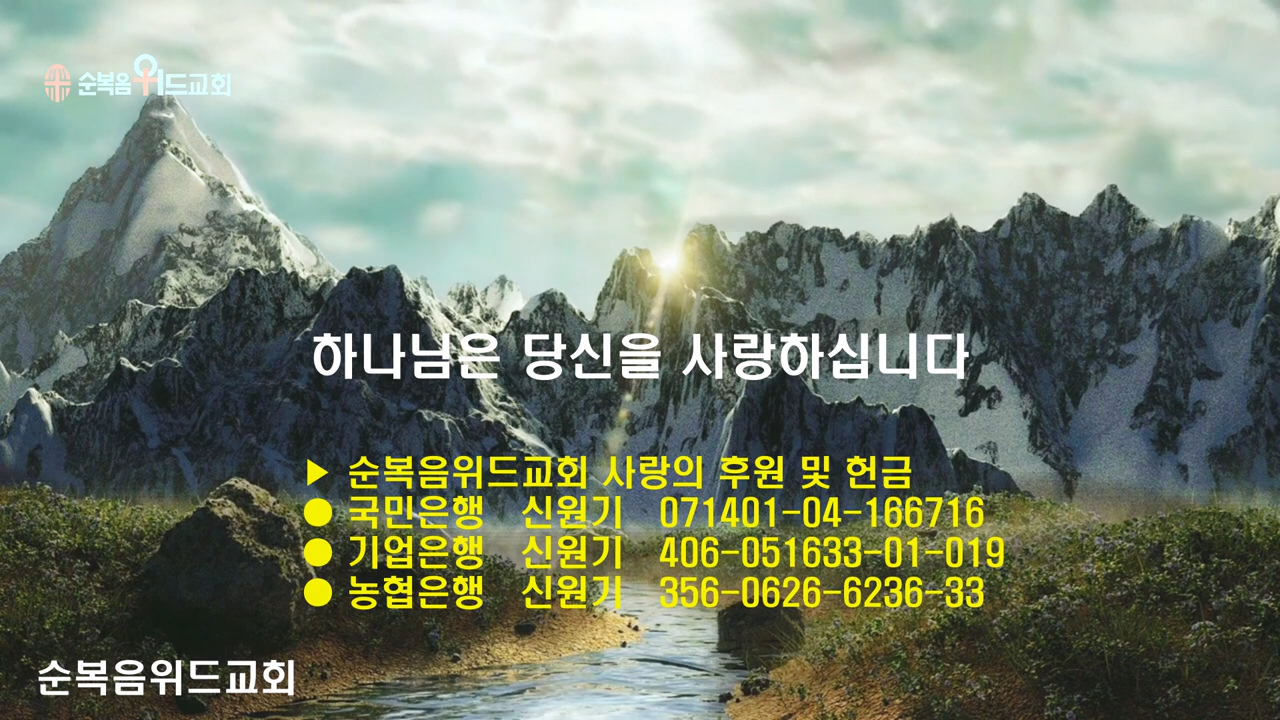 순복음위드교회
하나님은 당신을 사랑하십니다
▶ 순복음위드교회 사랑의 후원 및 헌금
● 국민은행 신원기 071401-04-166716
● 기업은행 신원기 406-051633-01-019
● 농협은행 신원기 356-0626-6236-33
순복음위드교회